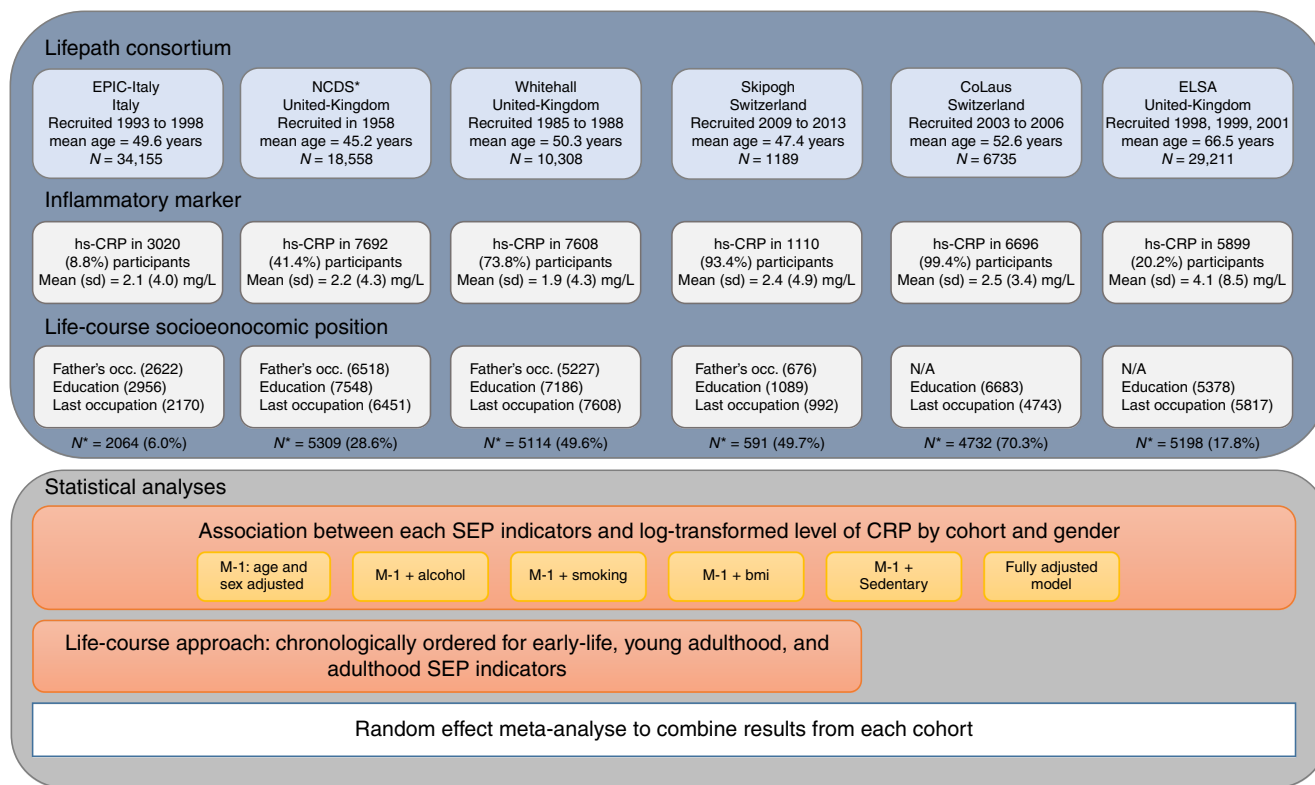 Lifepath consortium
EPIC-Italy
Italy
Recruited 1993 to 1998
mean age = 49.6 years
N = 34,155
NCDS*
United-Kingdom
Recruited in 1958
mean age = 45.2 years
N = 18,558
Whitehall
United-Kingdom
Recruited 1985 to 1988
mean age = 50.3 years
N = 10,308
Skipogh
Switzerland
Recruited 2009 to 2013
mean age = 47.4 years
N = 1189
CoLaus
Switzerland
Recruited 2003 to 2006
mean age = 52.6 years
N = 6735
ELSA
United-Kingdom
Recruited 1998, 1999, 2001
mean age = 66.5 years
N = 29,211
Inflammatory marker
hs-CRP in 3020
(8.8%) participants
Mean (sd) = 2.1 (4.0) mg/L
hs-CRP in 7692
(41.4%) participants
Mean (sd) = 2.2 (4.3) mg/L
hs-CRP in 7608
(73.8%) participants
Mean (sd) = 1.9 (4.3) mg/L
hs-CRP in 1110
(93.4%) participants
Mean (sd) = 2.4 (4.9) mg/L
hs-CRP in 6696
(99.4%) participants
Mean (sd) = 2.5 (3.4) mg/L
hs-CRP in 5899
(20.2%) participants
Mean (sd) = 4.1 (8.5) mg/L
Life-course socioeonocomic position
Father's occ. (2622)
Education (2956)
Last occupation (2170)
Father's occ. (6518)
Education (7548)
Last occupation (6451)
Father's occ. (5227)
Education (7186)
Last occupation (7608)
Father's occ. (676)
Education (1089)
Last occupation (992)
N/A
Education (6683)
Last occupation (4743)
N/A
Education (5378)
Last occupation (5817)
N* = 2064 (6.0%)
N* = 5309 (28.6%)
N* = 5114 (49.6%)
N* = 591 (49.7%)
N* = 4732 (70.3%)
N* = 5198 (17.8%)
Statistical analyses
Association between each SEP indicators and log-transformed level of CRP by cohort and gender
M-1: age and
sex adjusted
M-1 + alcohol
M-1 + smoking
M-1 + bmi
M-1 +
Sedentary
Fully adjusted
model
Life-course approach: chronologically ordered for early-life, young adulthood, and
adulthood SEP indicators
Random effect meta-analyse to combine results from each cohort